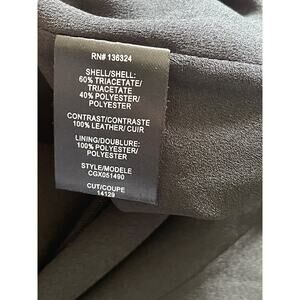 RN# 136324
SHELL/SHELL:
60% TRIACETATE/
TRIACETATE
40% POLYESTER/
POLYESTER
CONTRAST/CONTRASTE
100% LEATHER/ CUIR
LINING/DOUBLURE:
100% POLYESTER/
POLYESTER
STYLE/MODELE
CGX051490
CUT/COUPE
14129